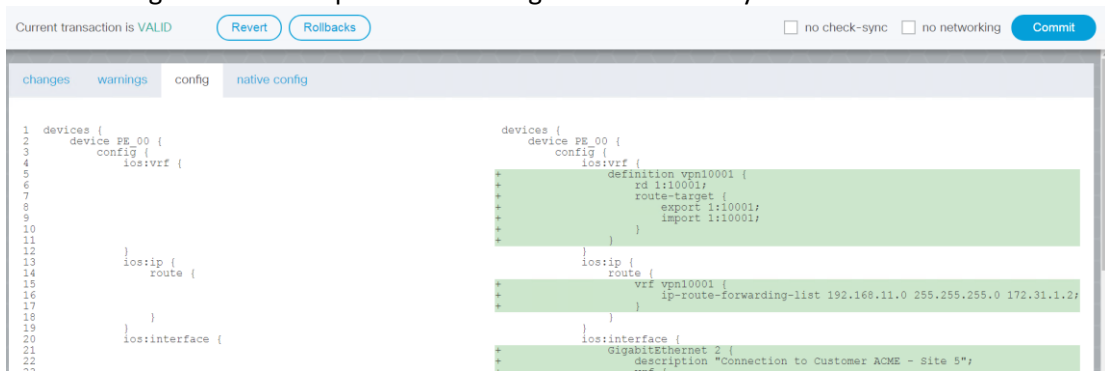 Current transaction is VALID
Revert
Rollbacks
no check-sync
no networking
Commit
changes
warnings
config
native config
1 devices {
2 device PE_00 {
3 config {
4 ios:vrf {
5
6
7
8
9
10
11
12 }
13 ios:ip {
14 route {
15
16
17
18 }
19 }
20 ios:interface {
21
22
devices {
device PE_00 {
config {
ios:vrf {
+ definition vpn10001 {
+ rd 1:10001;
+ route-target {
+ export 1:10001;
+ import 1:10001;
+ }
+ }
}
ios:ip {
route {
+ vrf vpn10001 {
+ ip-route-forwarding-list 192.168.11.0 255.255.255.0 172.31.1.2;
+ }
}
}
ios:interface {
+ GigabitEthernet 2 {
+ description "Connection to Customer ACME - Site 5";